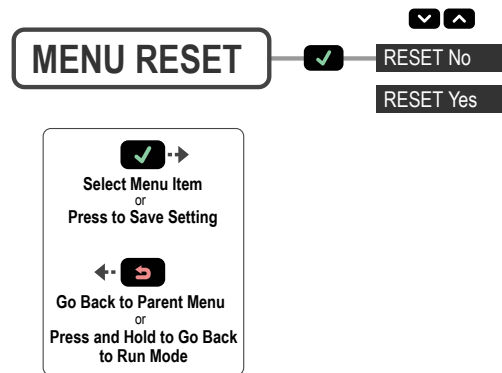 MENU RESET
RESET No
RESET Yes
Select Menu Item
or
Press to Save Setting
Go Back to Parent Menu
or
Press and Hold to Go Back
to Run Mode